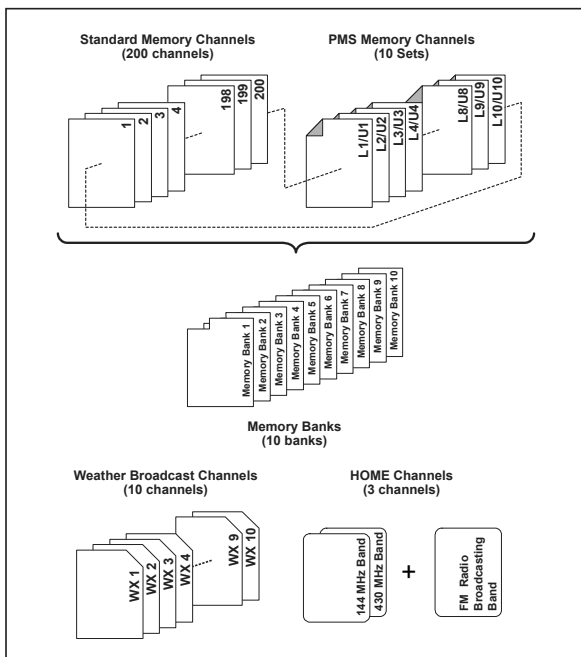 Standard Memory Channels
(200 channels)
PMS Memory Channels
(10 Sets)
1
2
3
4
198
199
200
L1/U1
L2/U2
L3/U3
L4/U4
L8/U8
L9/U9
L10/U10
Memory Bank 1
Memory Bank 2
Memory Bank 3
Memory Bank 4
Memory Bank 5
Memory Bank 6
Memory Bank 7
Memory Bank 8
Memory Bank 9
Memory Bank 10
Memory Banks
(10 banks)
Weather Broadcast Channels
(10 channels)
HOME Channels
(3 channels)
WX 1
WX 2
WX 3
WX 4
WX 9
WX 10
144 MHz Band
430 MHz Band
+
FM Radio
Broadcasting
Band